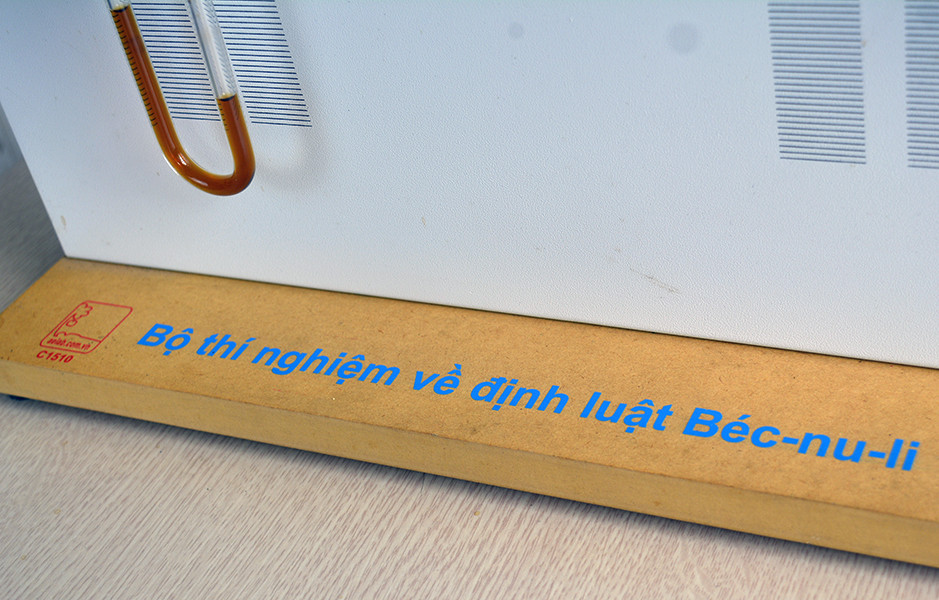 Bộ thí nghiệm về định luật Béc-nu-li
C1510